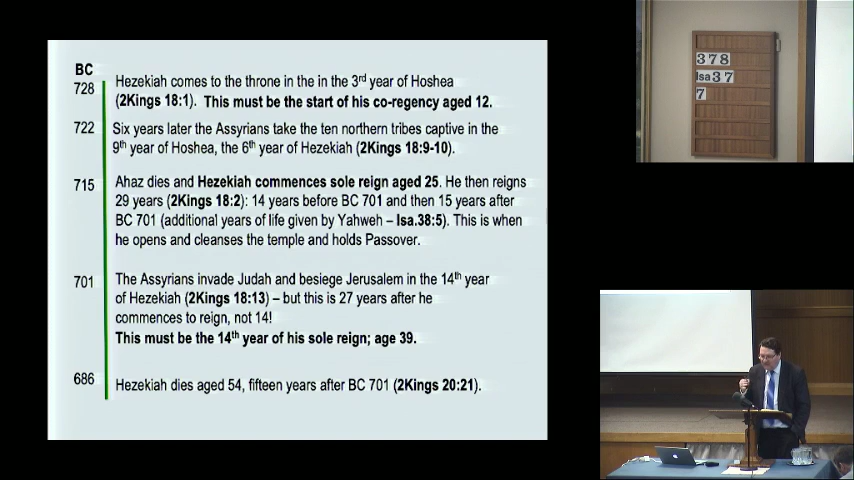 BC
728
Hezekiah comes to the throne in the in the 3rd year of Hoshea
(2Kings 18:1). This must be the start of his co-regency aged 12.
722
Six years later the Assyrians take the ten northern tribes captive in the
9th year of Hoshea, the 6th year of Hezekiah (2Kings 18:9-10).
715
Ahaz dies and Hezekiah commences sole reign aged 25. He then reigns
29 years (2Kings 18:2): 14 years before BC 701 and then 15 years after
BC 701 (additional years of life given by Yahweh – Isa.38:5). This is when
he opens and cleanses the temple and holds Passover.
701
The Assyrians invade Judah and besiege Jerusalem in the 14th year
of Hezekiah (2Kings 18:13) – but this is 27 years after he
commences to reign, not 14!
This must be the 14th year of his sole reign; age 39.
686
Hezekiah dies aged 54, fifteen years after BC 701 (2Kings 20:21).
378
Isa37
7